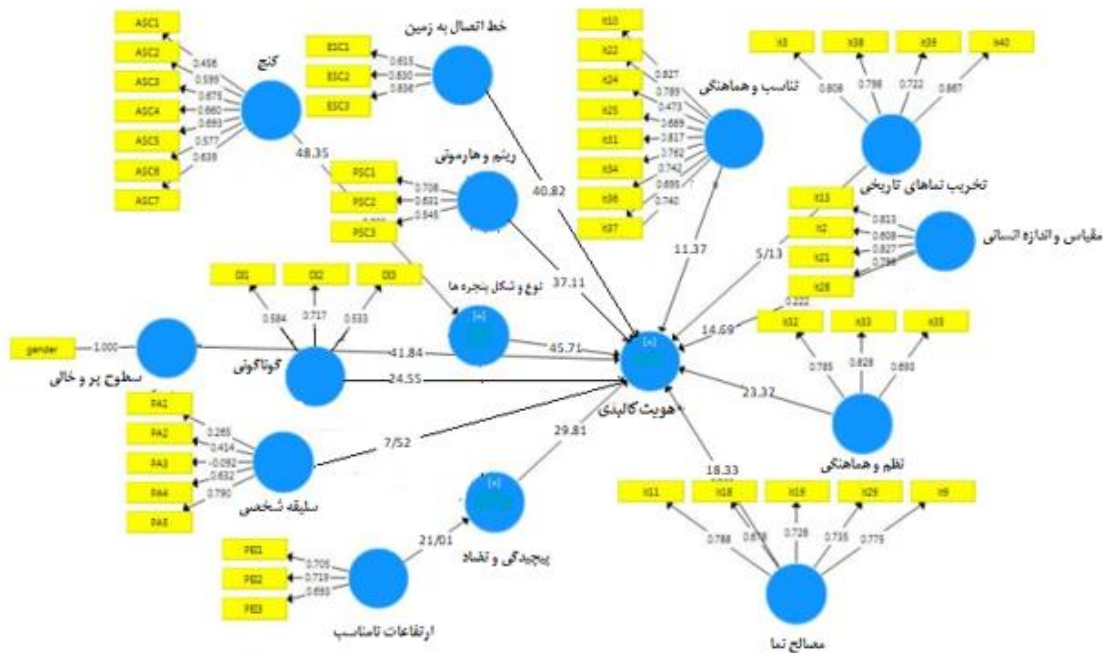 ASC1
ASC2
ASC3
ASC4
ASC5
ASC6
ASC7
0.456
0.599
0.675
0.660
0.693
0.577
0.639
کنج
48.35
ESC1
ESC2
ESC3
0.615
0.830
0.836
خط اتصال به زمین
40.82
PSC1
PSC2
PSC3
0.708
0.631
0.545
ریتم و هارمونی
37.11
It10
It22
It24
It25
It31
It34
It36
It37
0.827
0.789
0.473
0.669
0.817
0.762
0.742
0.695
0.740
تناسب و هماهنگی
11.37
It3
It38
It39
It40
0.808
0.798
0.722
0.867
تخریب نماهای تاریخی
5/13
It13
It2
It21
It28
0.813
0.608
0.827
0.798
مقیاس و اندازه انسانی
0.222
14.69
DI1
DI2
DI3
0.584
0.717
0.533
گوناگونی
24.55
نوع و شکل پنجره ها
[+]
45.71
gender
1.000
سطوح پر و خالی
41.84
[+]
هویت کالبدی
It32
It33
It35
0.785
0.828
0.693
نظم و هماهنگی
23.37
PA1
PA2
PA3
PA4
PA5
0.265
0.414
-0.092
0.632
0.790
سلیقه شخصی
7/52
29.81
[+]
پیچیدگی و تضاد
21/01
PEI1
PEI2
PEI3
0.705
0.719
0.693
ارتفاعات نامناسب
18.33
It11
It18
It19
It29
It9
0.788
0.678
0.728
0.735
0.775
مصالح نما